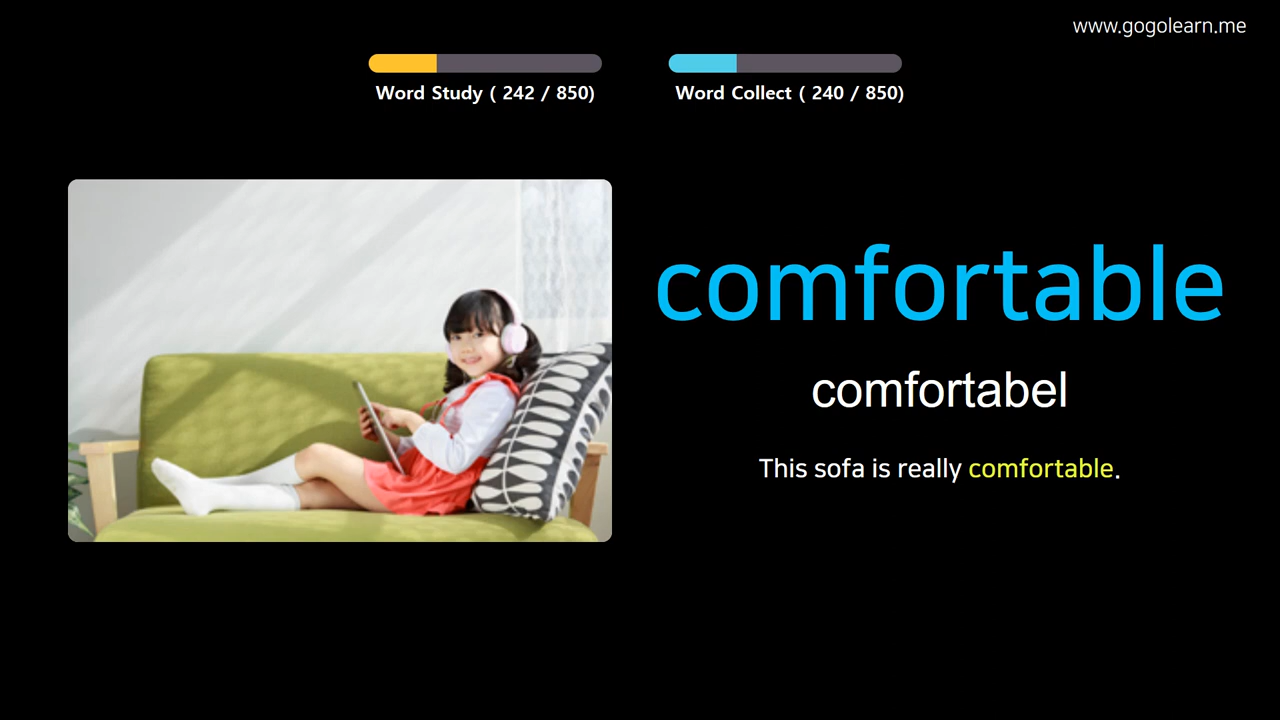 www.gogolearn.me
Word Study ( 242 / 850)
Word Collect ( 240 / 850)
comfortable
comfortabel
This sofa is really comfortable.